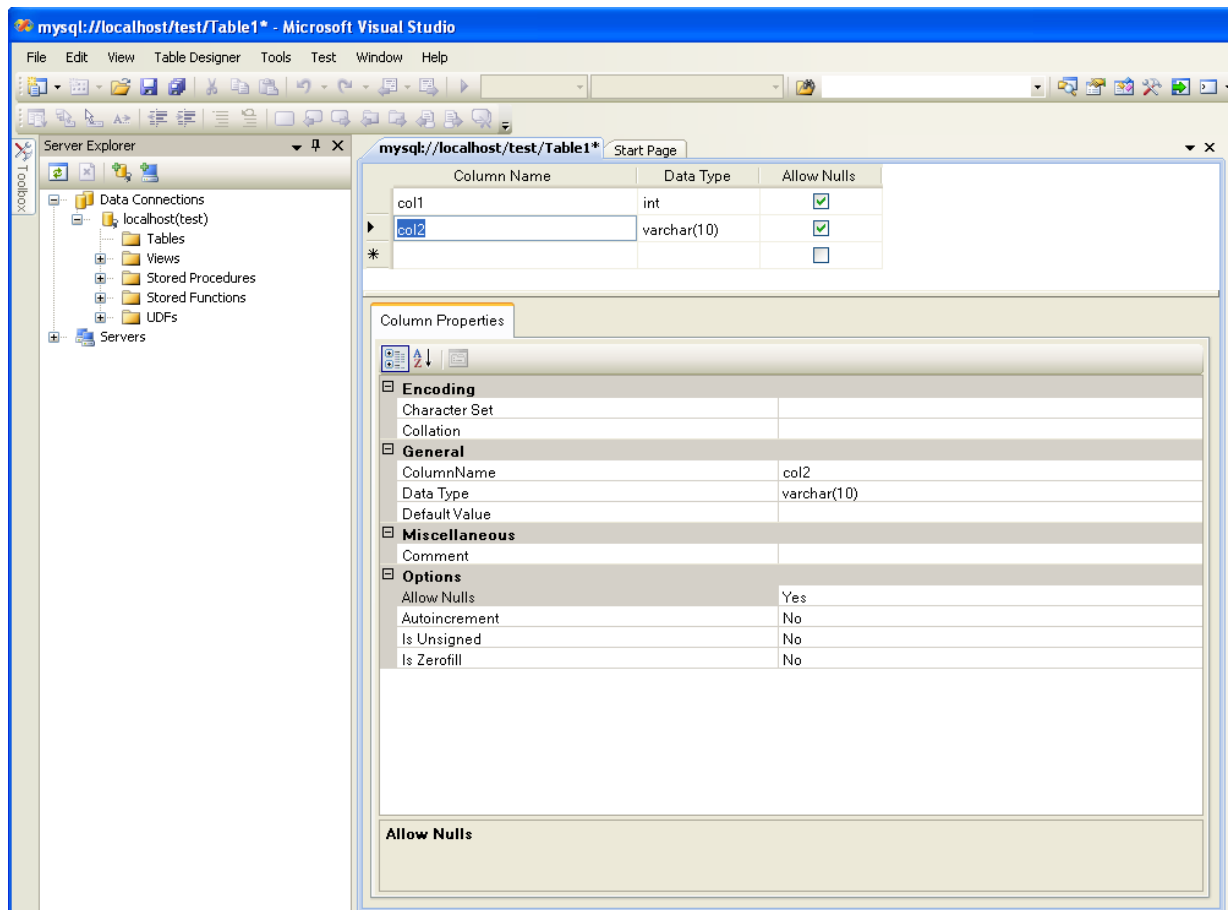 mysql://localhost/test/Table1* - Microsoft Visual Studio
File Edit View Table Designer Tools Test Window Help
Toolbox
Server Explorer
Data Connections
localhost(test)
Tables
Views
Stored Procedures
Stored Functions
UDFs
Servers
mysql://localhost/test/Table1* Start Page
Column Name Data Type Allow Nulls
col1 int
col2 varchar(10)
Column Properties
Encoding
Character Set
Collation
General
ColumnName col2
Data Type varchar(10)
Default Value
Miscellaneous
Comment
Options
Allow Nulls Yes
Autoincrement No
Is Unsigned No
Is Zerofill No
Allow Nulls